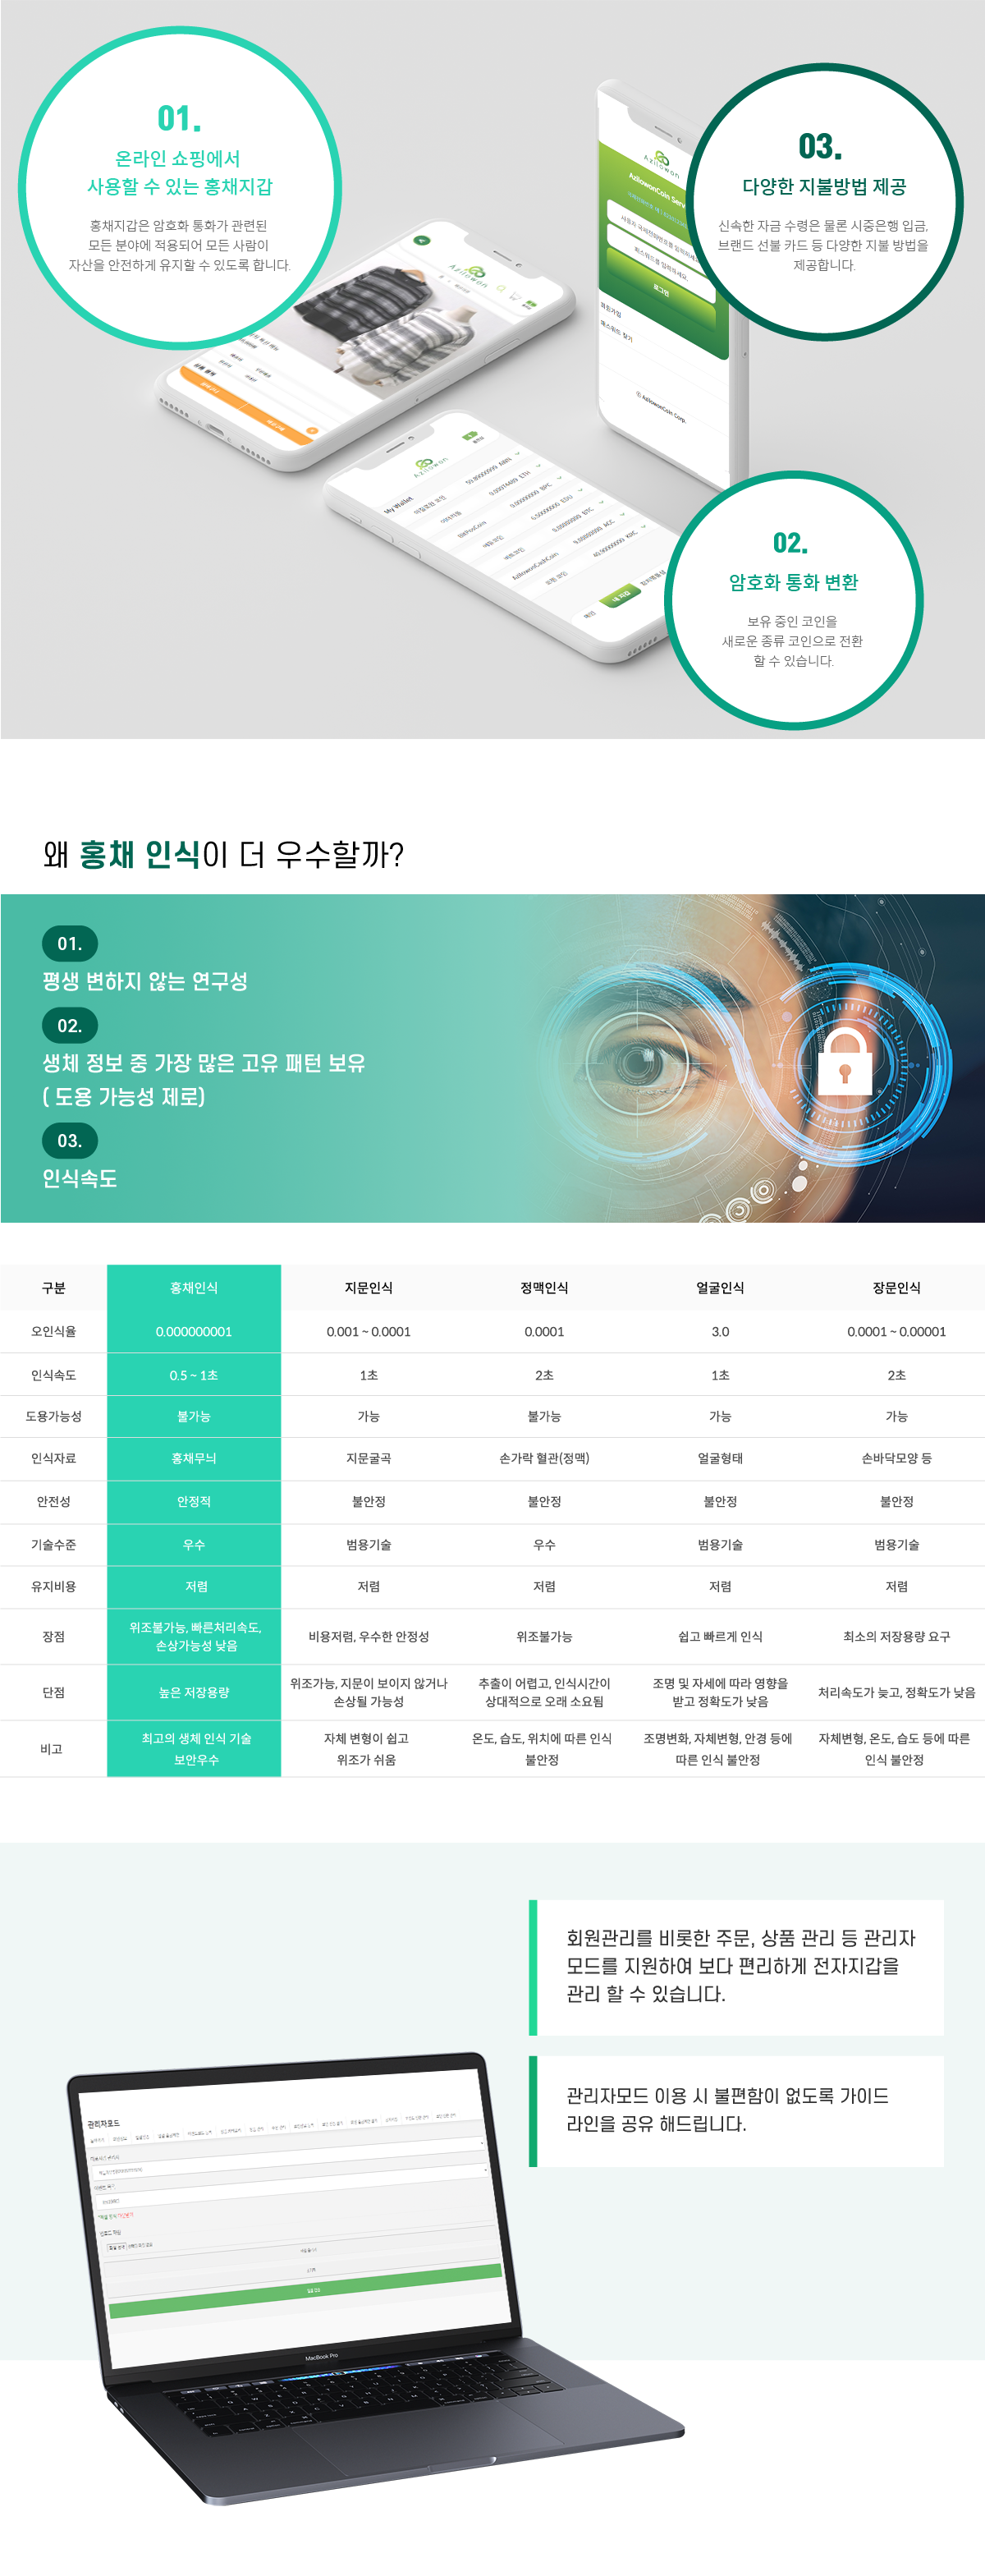 01.
온라인 쇼핑에서
사용할 수 있는 홍채지갑
홍채지갑은 암호화 통화가 관련된
모든 분야에 적용되어 모든 사람이
자산을 안전하게 유지할 수 있도록 합니다.
03.
다양한 지불방법 제공
신속한 자금 수령은 물론 시중은행 입금,
브랜드 선불 카드 등 다양한 지불 방법을
제공합니다.
Azilowon
AzilowonCoin Serv
로그인
회원가입
패스워드 찾기
ⓒ AzilowonCoin Corp.
Azilowon
Azilowon
My Wallet
02.
암호화 통화 변환
보유 중인 코인을
새로운 종류 코인으로 전환
할 수 있습니다.
왜 홍채 인식이 더 우수할까?
01.
평생 변하지 않는 연구성
02.
생체 정보 중 가장 많은 고유 패턴 보유
( 도용 가능성 제로)
03.
인식속도
구분 홍채인식 지문인식 정맥인식 얼굴인식 장문인식
오인식율 0.000000001 0.001 ~ 0.0001 0.0001 3.0 0.0001 ~ 0.00001
인식속도 0.5 ~ 1초 1초 2초 1초 2초
도용가능성 불가능 가능 불가능 가능 가능
인식자료 홍채무늬 지문굴곡 손가락 혈관(정맥) 얼굴형태 손바닥모양 등
안전성 안정적 불안정 불안정 불안정 불안정
기술수준 우수 범용기술 우수 범용기술 범용기술
유지비용 저렴 저렴 저렴 저렴 저렴
장점 위조불가능, 빠른처리속도, 손상가능성 낮음 비용저렴, 우수한 안정성 위조불가능 쉽고 빠르게 인식 최소의 저장용량 요구
단점 높은 저장용량 위조가능, 지문이 보이지 않거나 손상될 가능성 추출이 어렵고, 인식시간이 상대적으로 오래 소요됨 조명 및 자세에 따라 영향을 받고 정확도가 낮음 처리속도가 늦고, 정확도가 낮음
비고 최고의 생체 인식 기술 보안우수 자체 변형이 쉽고 위조가 쉬움 온도, 습도, 위치에 따른 인식 불안정 조명변화, 자체변형, 안경 등에 따른 인식 불안정 자체변형, 온도, 습도 등에 따른 인식 불안정
회원관리를 비롯한 주문, 상품 관리 등 관리자
모드를 지원하여 보다 편리하게 전자지갑을
관리 할 수 있습니다.
관리자모드 이용 시 불편함이 없도록 가이드
라인을 공유 해드립니다.
관리자모드
MacBook Pro